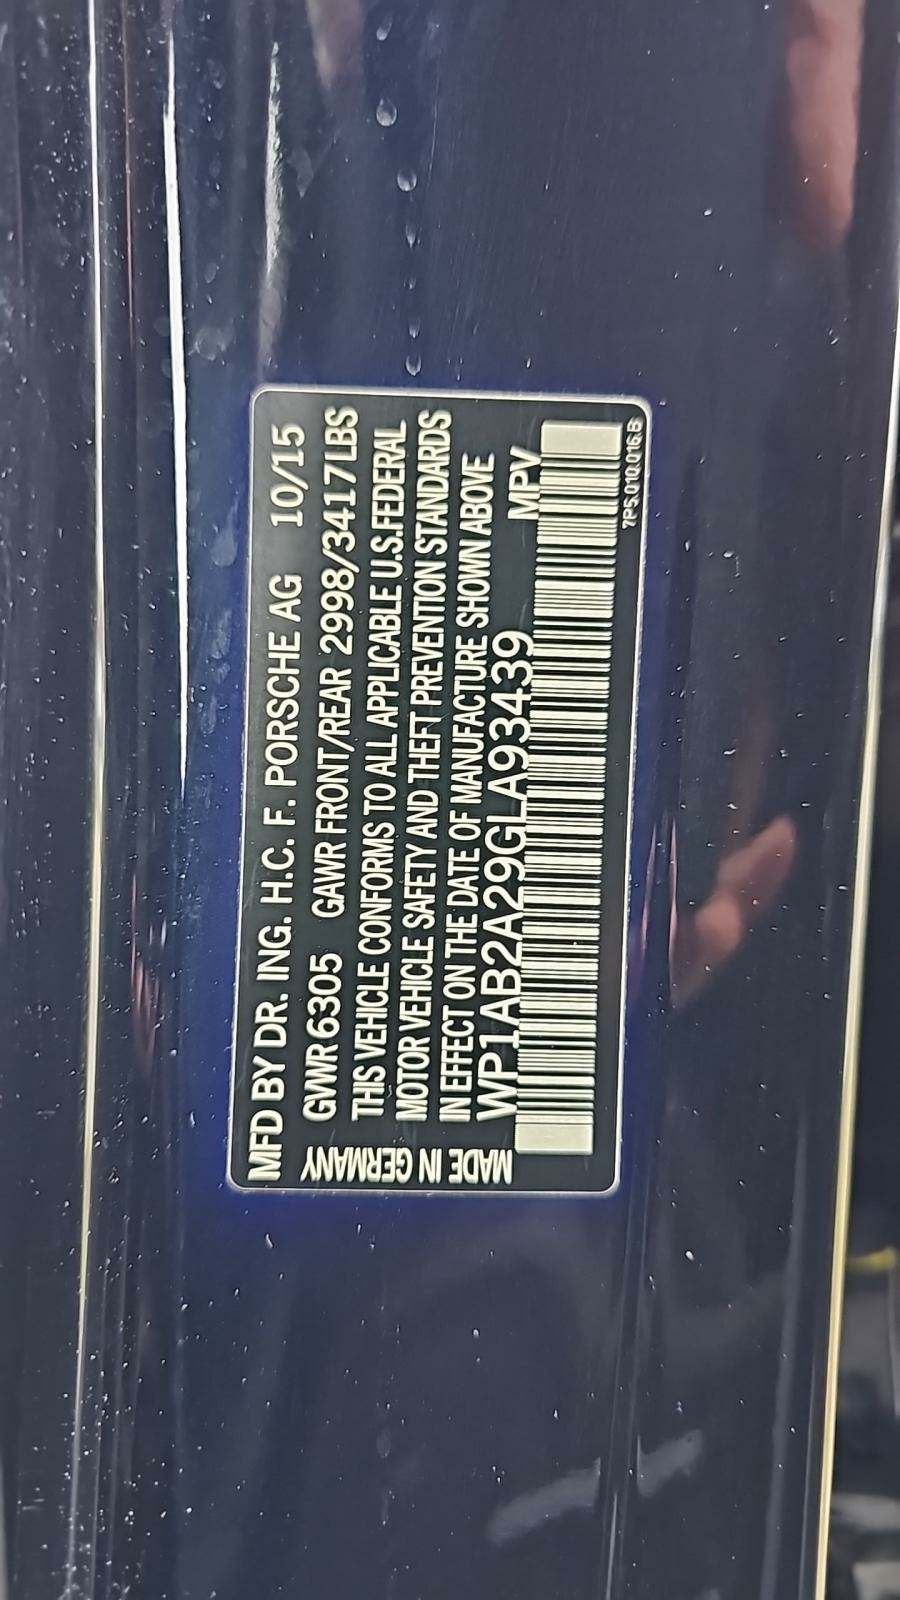 MFD BY DR. ING. H.C. F. PORSCHE AG 10/15
GVWR 6305 GAWR FRONT/REAR 2998/3417LBS
THIS VEHICLE CONFORMS TO ALL APPLICABLE U.S.FEDERAL
MOTOR VEHICLE SAFETY AND THEFT PREVENTION STANDARDS
IN EFFECT ON THE DATE OF MANUFACTURE SHOWN ABOVE
WP1AB2A29GLA93439 MPV
MADE IN GERMANY
7P5.010.016.B